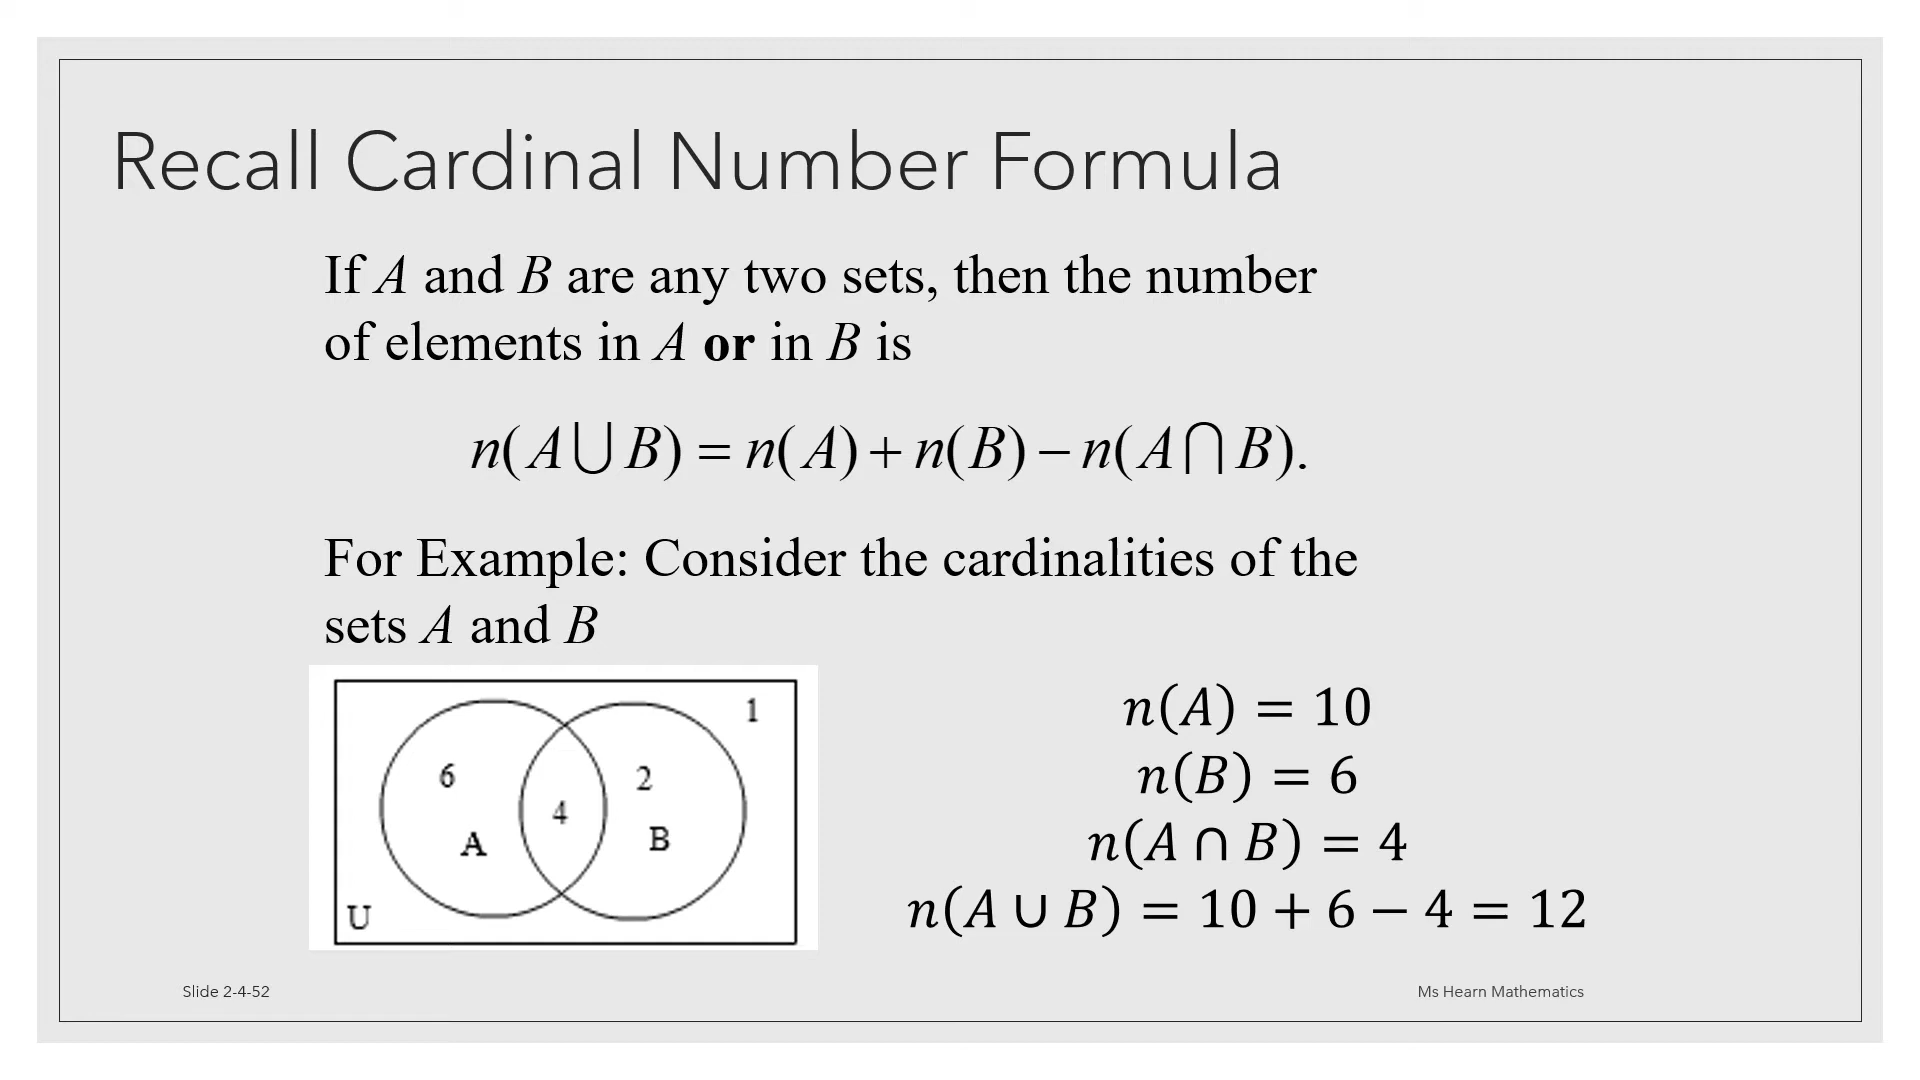 Recall Cardinal Number Formula
If A and B are any two sets, then the number
of elements in A or in B is
n(A⋃B) = n(A) + n(B) − n(A⋂B).
For Example: Consider the cardinalities of the
sets A and B
1
6
2
4
A
B
U
n(A) = 10
n(B) = 6
n(A ∩ B) = 4
n(A ∪ B) = 10 + 6 − 4 = 12
Slide 2-4-52
Ms Hearn Mathematics